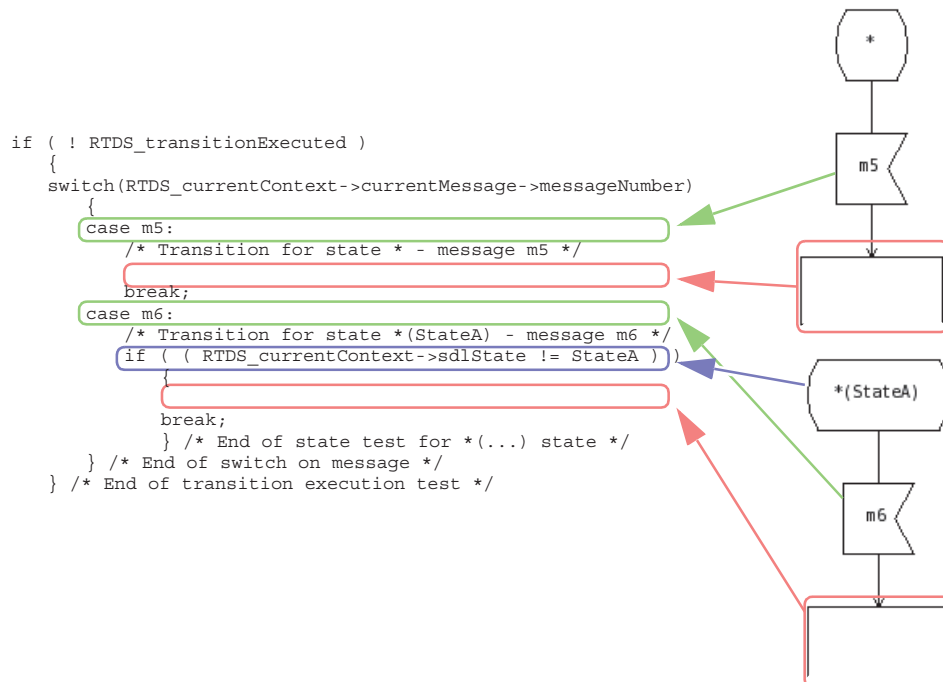 *
if ( ! RTDS_transitionExecuted )
{
m5
switch(RTDS_currentContext->currentMessage->messageNumber)
{
case m5:
/* Transition for state * - message m5 */
break;
case m6:
/* Transition for state *(StateA) - message m6 */
if ( ( RTDS_currentContext->sdlState != StateA ) )
{
*(StateA)
break;
} /* End of state test for *(...) state */
} /* End of switch on message */
} /* End of transition execution test */
m6